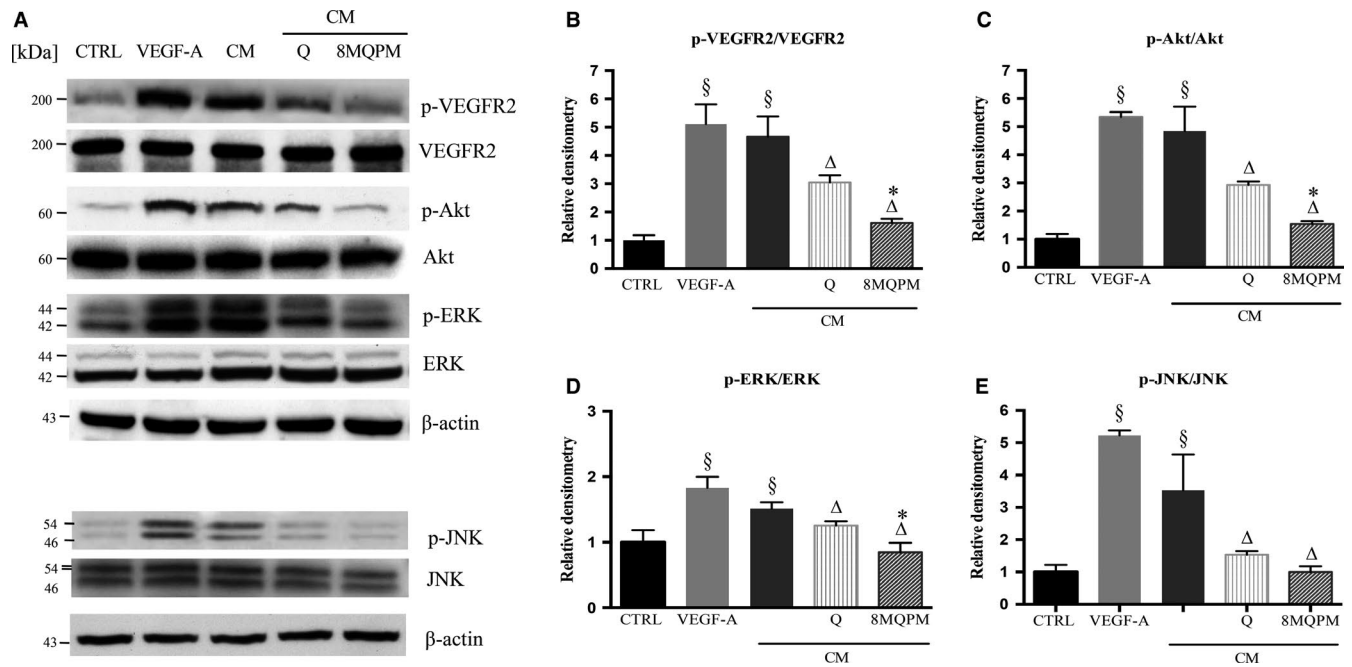 A
CM
[kDa] CTRL VEGF-A CM Q 8MQPM
200 p-VEGFR2
200 VEGFR2
60 p-Akt
60 Akt
44
42
p-ERK
44
42
ERK
43 β-actin
54
46
p-JNK
54
46
JNK
43 β-actin
B
p-VEGFR2/VEGFR2
Relative densitometry
7
6
5
4
3
2
1
0
§ § Δ * Δ
CTRL VEGF-A Q 8MQPM
CM
C
p-Akt/Akt
Relative densitometry
7
6
5
4
3
2
1
0
§ § Δ * Δ
CTRL VEGF-A Q 8MQPM
CM
D
p-ERK/ERK
Relative densitometry
3
2
1
0
§ § Δ * Δ
CTRL VEGF-A Q 8MQPM
CM
E
p-JNK/JNK
Relative densitometry
6
5
4
3
2
1
0
§ § Δ Δ
CTRL VEGF-A Q 8MQPM
CM